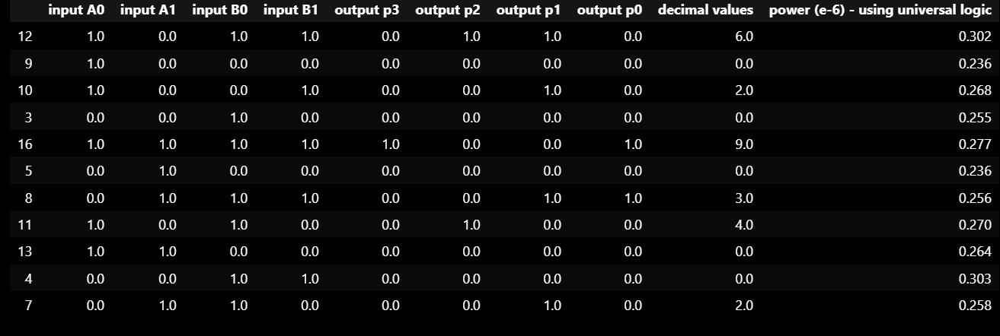 input A0 input A1 input B0 input B1 output p3 output p2 output p1 output p0 decimal values power (e-6) - using universal logic
12 1.0 0.0 1.0 1.0 0.0 1.0 1.0 0.0 6.0 0.302
9 1.0 0.0 0.0 0.0 0.0 0.0 0.0 0.0 0.0 0.236
10 1.0 0.0 0.0 1.0 0.0 0.0 1.0 0.0 2.0 0.268
3 0.0 0.0 1.0 0.0 0.0 0.0 0.0 0.0 0.0 0.255
16 1.0 1.0 1.0 1.0 1.0 0.0 0.0 1.0 9.0 0.277
5 0.0 1.0 0.0 0.0 0.0 0.0 0.0 0.0 0.0 0.236
8 0.0 1.0 1.0 1.0 0.0 0.0 1.0 1.0 3.0 0.256
11 1.0 0.0 1.0 0.0 0.0 1.0 0.0 0.0 4.0 0.270
13 1.0 1.0 0.0 0.0 0.0 0.0 0.0 0.0 0.0 0.264
4 0.0 0.0 1.0 1.0 0.0 0.0 0.0 0.0 0.0 0.303
7 0.0 1.0 1.0 0.0 0.0 0.0 1.0 0.0 2.0 0.258